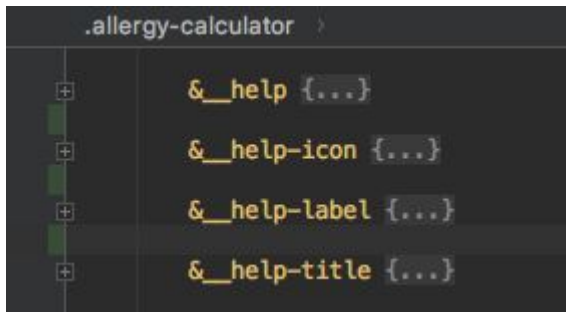 .allergy-calculator
&__help {...}
&__help-icon {...}
&__help-label {...}
&__help-title {...}